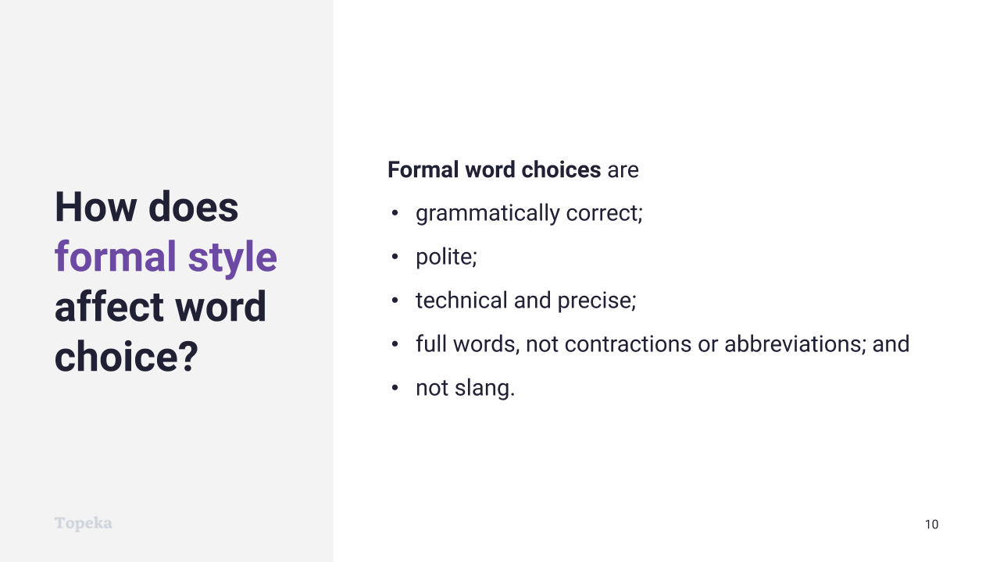 How does
formal style
affect word
choice?
Formal word choices are
• grammatically correct;
• polite;
• technical and precise;
• full words, not contractions or abbreviations; and
• not slang.
Topeka
10